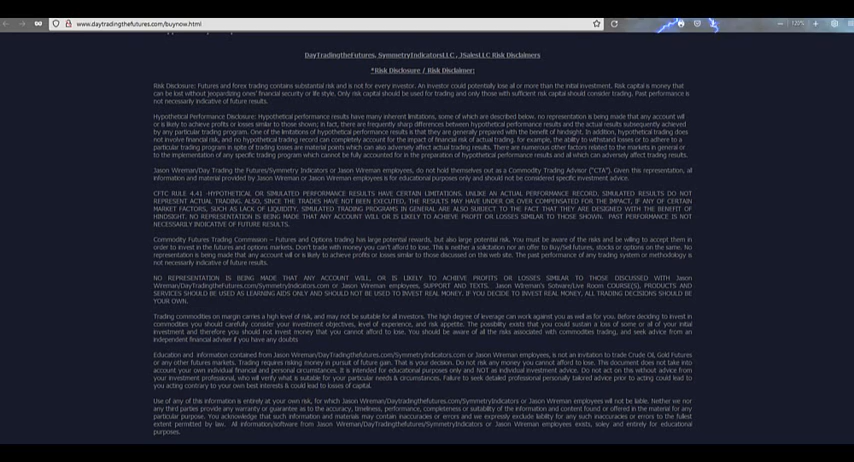 www.daytradingthefutures.com/buynow.html
125%
DayTradingtheFutures, SymmetryIndicatorsLLC, JSalesLLC Risk Disclaimers
*Risk Disclosure / Risk Disclaimer:
Risk Disclosure: Futures and forex trading contains substantial risk and is not for every investor. An investor could potentially lose all or more than the initial investment. Risk capital is money that
can be lost without jeopardizing ones' financial security or life style. Only risk capital should be used for trading and only those with sufficient risk capital should consider trading. Past performance is
not necessarily indicative of future results.
Hypothetical Performance Disclosure: Hypothetical performance results have many inherent limitations, some of which are described below. no representation is being made that any account will
or is likely to achieve profits or losses similar to those shown; in fact, there are frequently sharp differences between hypothetical performance results and the actual results subsequently achieved
by any particular trading program. One of the limitations of hypothetical performance results is that they are generally prepared with the benefit of hindsight. In addition, hypothetical trading does
not involve financial risk, and no hypothetical trading record can completely account for the impact of financial risk of actual trading. for example, the ability to withstand losses or to adhere to a
particular trading program in spite of trading losses are material points which can also adversely affect actual trading results. There are numerous other factors related to the markets in general or
to the implementation of any specific trading program which cannot be fully accounted for in the preparation of hypothetical performance results and all which can adversely affect trading results.
Jason Wireman/Day Trading the Futures/Symmetry Indicators or Jason Wireman employees, do not hold themselves out as a Commodity Trading Advisor ("CTA"). Given this representation, all
information and material provided by Jason Wireman or Jason Wireman employees is for educational purposes only and should not be considered specific investment advice.
CFTC RULE 4.41 -HYPOTHETICAL OR SIMULATED PERFORMANCE RESULTS HAVE CERTAIN LIMITATIONS. UNLIKE AN ACTUAL PERFORMANCE RECORD, SIMULATED RESULTS DO NOT
REPRESENT ACTUAL TRADING. ALSO, SINCE THE TRADES HAVE NOT BEEN EXECUTED, THE RESULTS MAY HAVE UNDER OR OVER COMPENSATED FOR THE IMPACT, IF ANY, OF CERTAIN
MARKET FACTORS, SUCH AS LACK OF LIQUIDITY. SIMULATED TRADING PROGRAMS IN GENERAL ARE ALSO SUBJECT TO THE FACT THAT THEY ARE DESIGNED WITH THE BENEFIT OF
HINDSIGHT. NO REPRESENTATION IS BEING MADE THAT ANY ACCOUNT WILL OR IS LIKELY TO ACHIEVE PROFIT OR LOSSES SIMILAR TO THOSE SHOWN. PAST PERFORMANCE IS NOT
NECESSARILY INDICATIVE OF FUTURE RESULTS.
Commodity Futures Trading Commission – Futures and Options trading has large potential rewards, but also large potential risk. You must be aware of the risks and be willing to accept them in
order to invest in the futures and options markets. Don't trade with money you can't afford to lose. This is neither a solicitation nor an offer to Buy/Sell futures, stocks or options on the same. No
representation is being made that any account will or is likely to achieve profits or losses similar to those discussed on this web site. The past performance of any trading system or methodology is
not necessarily indicative of future results.
NO REPRESENTATION IS BEING MADE THAT ANY ACCOUNT WILL, OR IS LIKELY TO ACHIEVE PROFITS OR LOSSES SIMILAR TO THOSE DISCUSSED WITH Jason
Wireman/DayTradingthefutures.com/SymmetryIndicators.com or Jason Wireman employees, SUPPORT AND TEXTS. Jason Wireman's Sotware/Live Room COURSE(S), PRODUCTS AND
SERVICES SHOULD BE USED AS LEARNING AIDS ONLY AND SHOULD NOT BE USED TO INVEST REAL MONEY. IF YOU DECIDE TO INVEST REAL MONEY, ALL TRADING DECISIONS SHOULD BE
YOUR OWN.
Trading commodities on margin carries a high level of risk, and may not be suitable for all investors. The high degree of leverage can work against you as well as for you. Before deciding to invest in
commodities you should carefully consider your investment objectives, level of experience, and risk appetite. The possibility exists that you could sustain a loss of some or all of your initial
investment and therefore you should not invest money that you cannot afford to lose. You should be aware of all the risks associated with commodities trading, and seek advice from an
independent financial adviser if you have any doubts
Education and information contained from Jason Wireman/DayTradingthefutures.com/SymmetryIndicators.com or Jason Wireman employees, is not an invitation to trade Crude Oil, Gold Futures
or any other futures markets. Trading requires risking money in pursuit of future gain. That is your decision. Do not risk any money you cannot afford to lose. This document does not take into
account your own individual financial and personal circumstances. It is intended for educational purposes only and NOT as individual investment advice. Do not act on this without advice from
your investment professional, who will verify what is suitable for your particular needs & circumstances. Failure to seek detailed professional personally tailored advice prior to acting could lead to
you acting contrary to your own best interests & could lead to losses of capital.
Use of any of this information is entirely at your own risk, for which Jason Wireman/Daytradingthefutures.com/SymmetryIndicators or Jason Wireman employees will not be liable. Neither we nor
any third parties provide any warranty or guarantee as to the accuracy, timeliness, performance, completeness or suitability of the information and content found or offered in the material for any
particular purpose. You acknowledge that such information and materials may contain inaccuracies or errors and we expressly exclude liability for any such inaccuracies or errors to the fullest
extent permitted by law. All information/software from Jason Wireman/DayTradingthefutures/SymmetryIndicators or Jason Wireman employees exists, soley and entirely for educational
purposes.